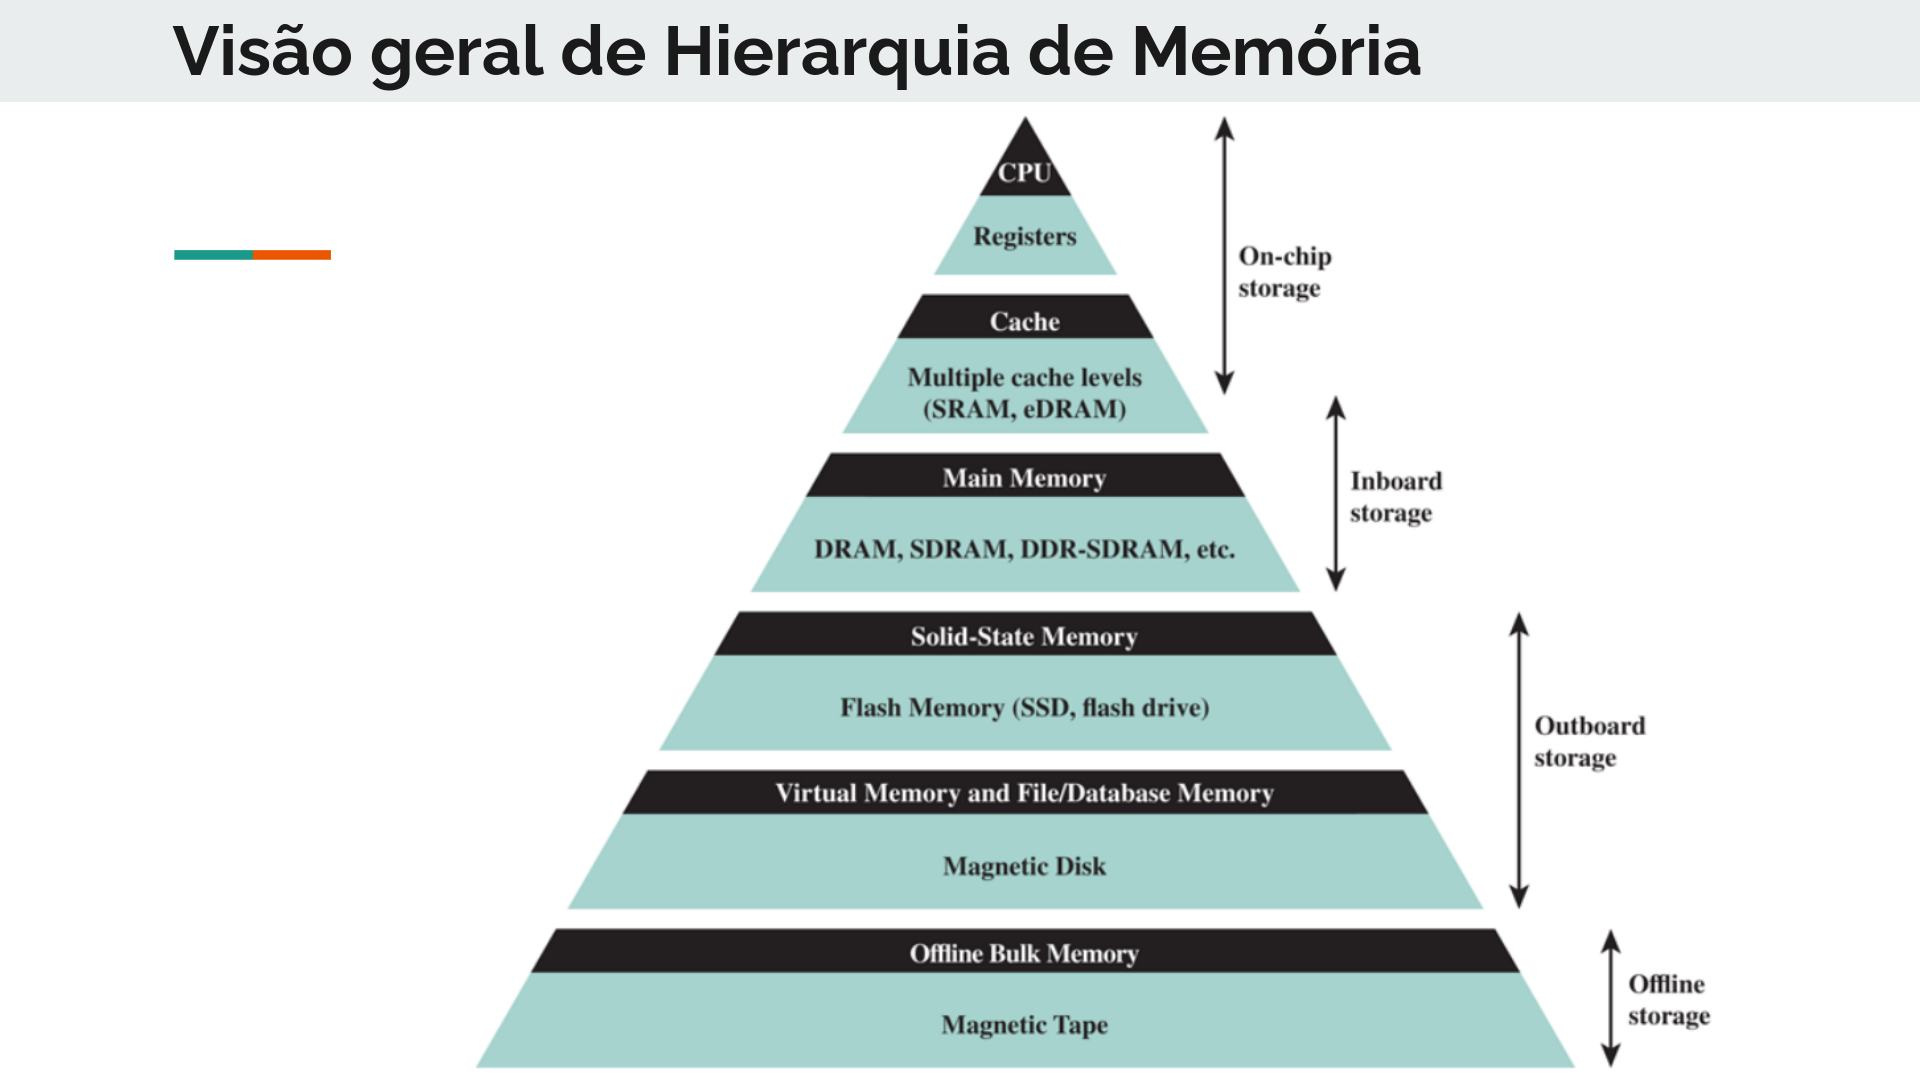 Visão geral de Hierarquia de Memória
CPU
Registers
On-chip
storage
Cache
Multiple cache levels
(SRAM, eDRAM)
Main Memory
Inboard
storage
DRAM, SDRAM, DDR-SDRAM, etc.
Solid-State Memory
Flash Memory (SSD, flash drive)
Outboard
storage
Virtual Memory and File/Database Memory
Magnetic Disk
Offline Bulk Memory
Offline
storage
Magnetic Tape